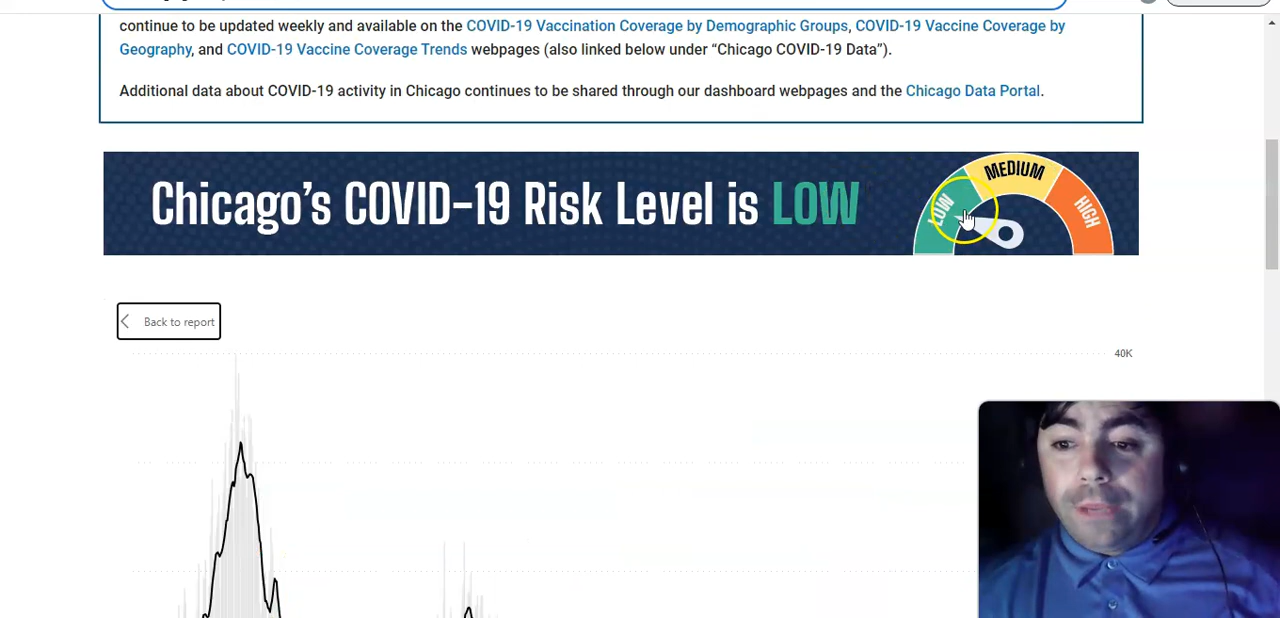 continue to be updated weekly and available on the COVID-19 Vaccination Coverage by Demographic Groups, COVID-19 Vaccine Coverage by
Geography, and COVID-19 Vaccine Coverage Trends webpages (also linked below under “Chicago COVID-19 Data”).
Additional data about COVID-19 activity in Chicago continues to be shared through our dashboard webpages and the Chicago Data Portal.
Chicago's COVID-19 Risk Level is LOW
LOW
MEDIUM
HIGH
Back to report
40K